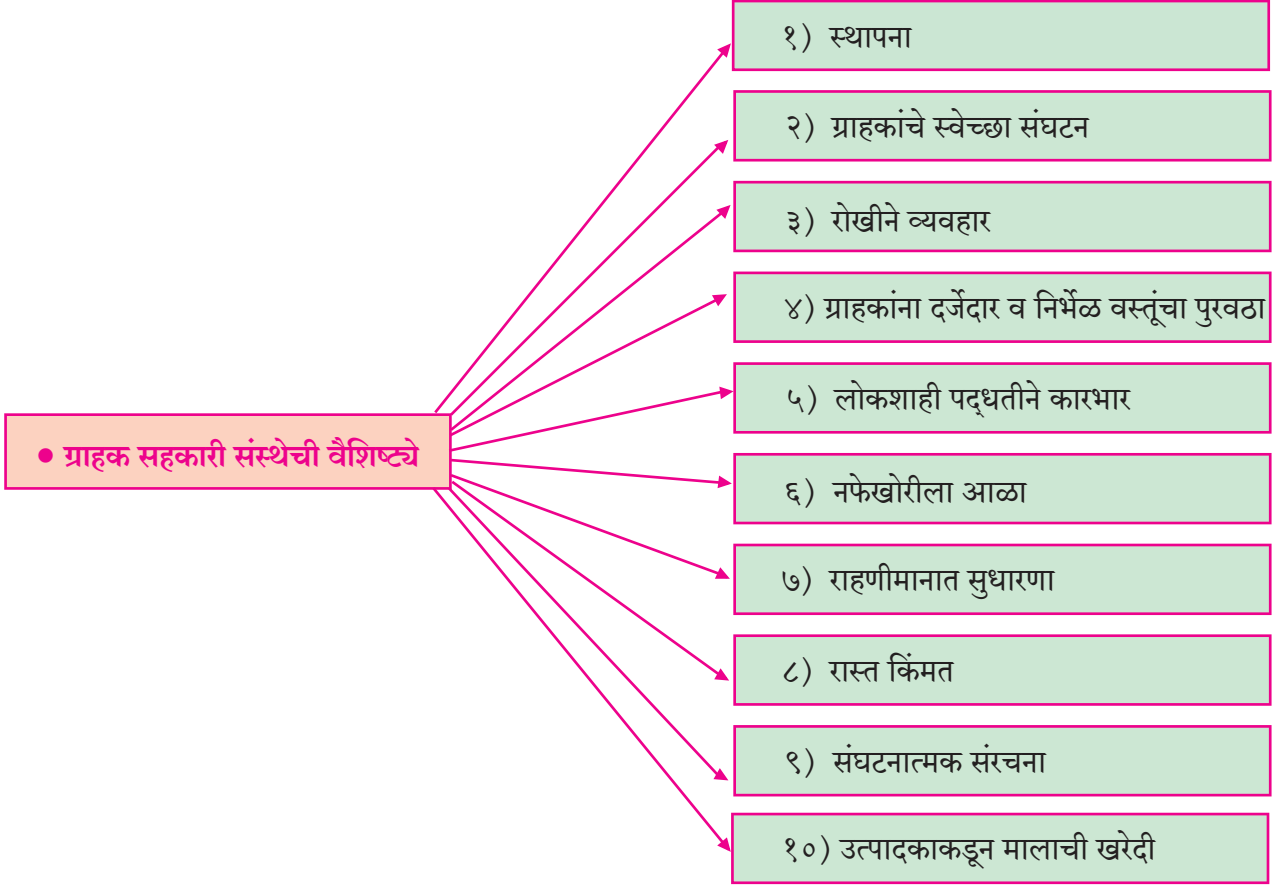 १) स्थापना
२) ग्राहकांचे स्वेच्छा संघटन
३) रोखीने व्यवहार
४) ग्राहकांना दर्जेदार व निर्भेळ वस्तूंचा पुरवठा
५) लोकशाही पद्धतीने कारभार
• ग्राहक सहकारी संस्थेची वैशिष्ट्ये
६) नफेखोरीला आळा
७) राहणीमानात सुधारणा
८) रास्त किंमत
९) संघटनात्मक संरचना
१०) उत्पादकाकडून मालाची खरेदी